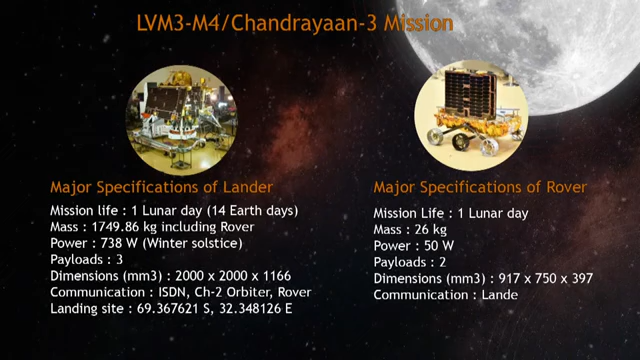 LVM3-M4/Chandrayaan-3 Mission
Major Specifications of Lander
Mission life : 1 Lunar day (14 Earth days)
Mass : 1749.86 kg including Rover
Power : 738 W (Winter solstice)
Payloads : 3
Dimensions (mm3) : 2000 x 2000 x 1166
Communication : ISDN, Ch-2 Orbiter, Rover
Landing site : 69.367621 S, 32.348126 E
Major Specifications of Rover
Mission Life : 1 Lunar day
Mass : 26 kg
Power : 50 W
Payloads : 2
Dimensions (mm3) : 917 x 750 x 397
Communication : Lande